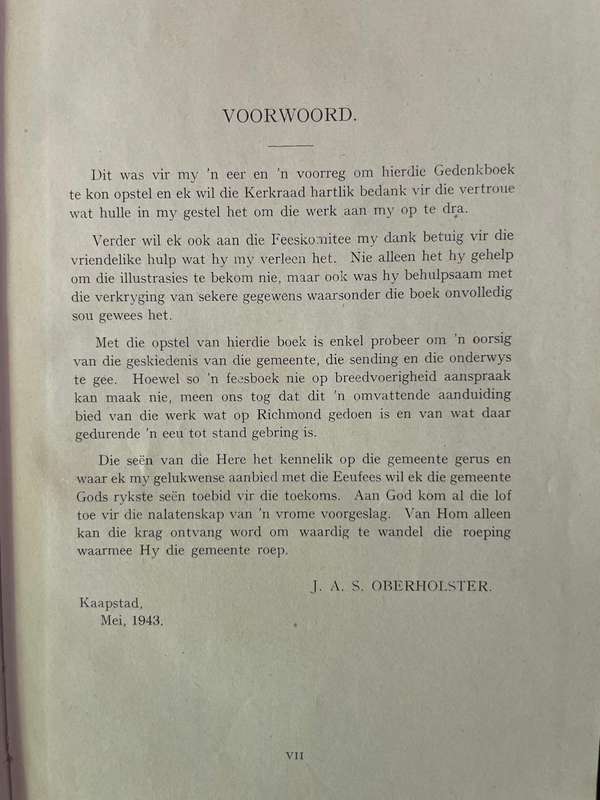 VOORWOORD.
Dit was vir my 'n eer en 'n voorreg om hierdie Gedenkboek
te kon opstel en ek wil die Kerkraad hartlik bedank vir die vertroue
wat hulle in my gestel het om die werk aan my op te dra.
Verder wil ek ook aan die Feeskomitee my dank betuig vir die
vriendelike hulp wat hy my verleen het. Nie alleen het hy gehelp
om die illustrasies te bekom nie, maar ook was hy behulpsaam met
die verkryging van sekere gegewens waarsonder die boek onvolledig
sou gewees het.
Met die opstel van hierdie boek is enkel probeer om 'n oorsig
van die geskiedenis van die gemeente, die sending en die onderwys
te gee. Hoewel so 'n feesboek nie op breedvoerigheid aanspraak
kan maak nie, meen ons tog dat dit 'n omvattende aanduiding
bied van die werk wat op Richmond gedoen is en van wat daar
gedurende 'n eeu tot stand gebring is.
Die seën van die Here het kennelik op die gemeente gerus en
waar ek my gelukwense aanbied met die Eeufees wil ek die gemeente
Gods rykste seën toebid vir die toekoms. Aan God kom al die lof
toe vir die nalatenskap van 'n vrome voorgeslag. Van Hom alleen
kan die krag ontvang word om waardig te wandel die roeping
waarmee Hy die gemeente roep.
J. A. S. OBERHOLSTER.
Kaapstad,
Mei, 1943.
VII